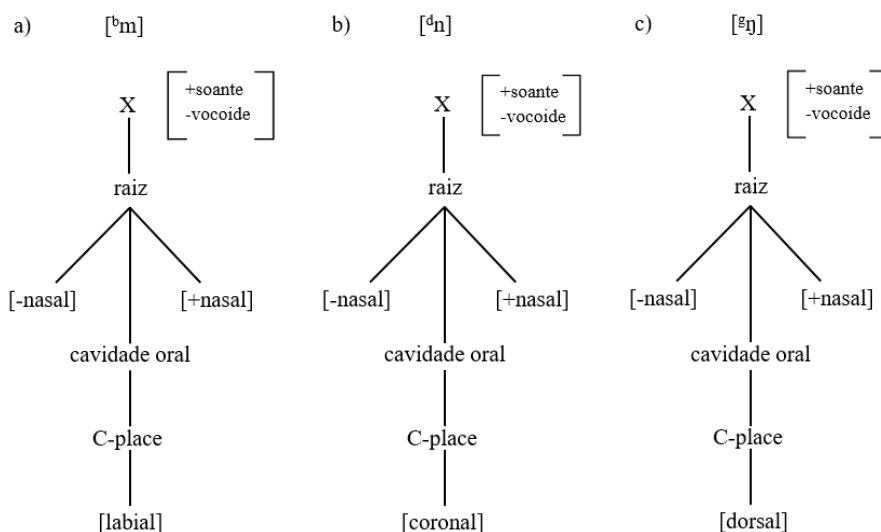 a) [ᵇm] b) [ᵈn] c) [ᵍŋ]
+soante +soante +soante
X X X
-vocoide -vocoide -vocoide
raiz raiz raiz
[-nasal] [+nasal] [-nasal] [+nasal] [-nasal] [+nasal]
cavidade oral cavidade oral cavidade oral
C-place C-place C-place
[labial] [coronal] [dorsal]